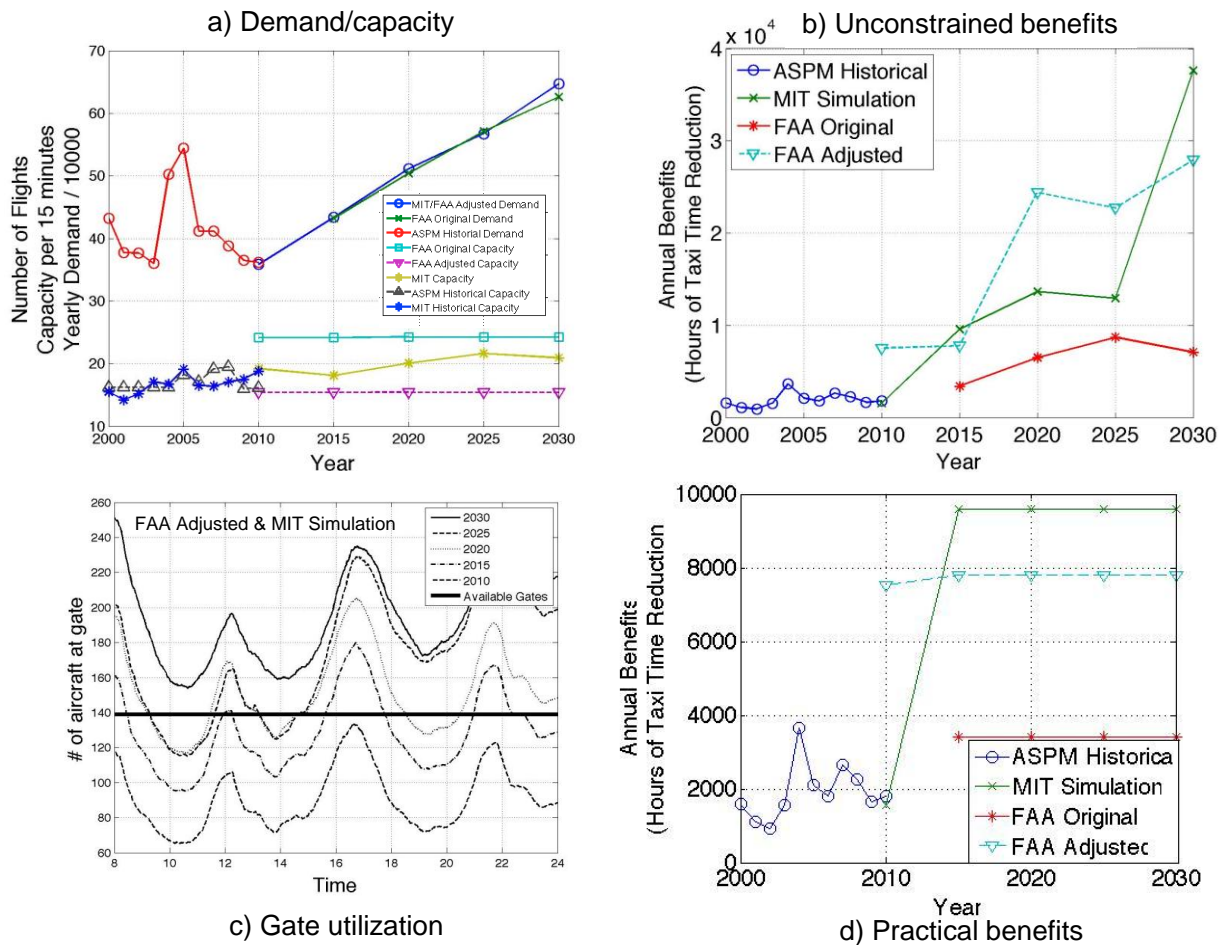 a) Demand/capacity
Number of Flights
Capacity per 15 minutes
Yearly Demand / 10000
70
60
50
40
30
20
10
2000
2005
2010
2015
2020
2025
2030
Year
MIT/FAA Adjusted Demand
FAA Original Demand
ASPM Historial Demand
FAA Original Capacity
FAA Adjusted Capacity
MIT Capacity
ASPM Historical Capacity
MIT Historical Capacity
b) Unconstrained benefits
Annual Benefits
(Hours of Taxi Time Reduction)
4 x 10^4
3
2
1
0
2000
2005
2010
2015
2020
2025
2030
Year
ASPM Historical
MIT Simulation
FAA Original
FAA Adjusted
# of aircraft at gate
260
240
220
200
180
160
140
120
100
80
60
8
10
12
14
16
18
20
22
24
Time
FAA Adjusted & MIT Simulation
2030
2025
2020
2015
2010
Available Gates
c) Gate utilization
Annual Benefits
(Hours of Taxi Time Reduction)
10000
8000
6000
4000
2000
0
2000
2010
2020
2030
Year
ASPM Historica
MIT Simulation
FAA Original
FAA Adjusted
d) Practical benefits